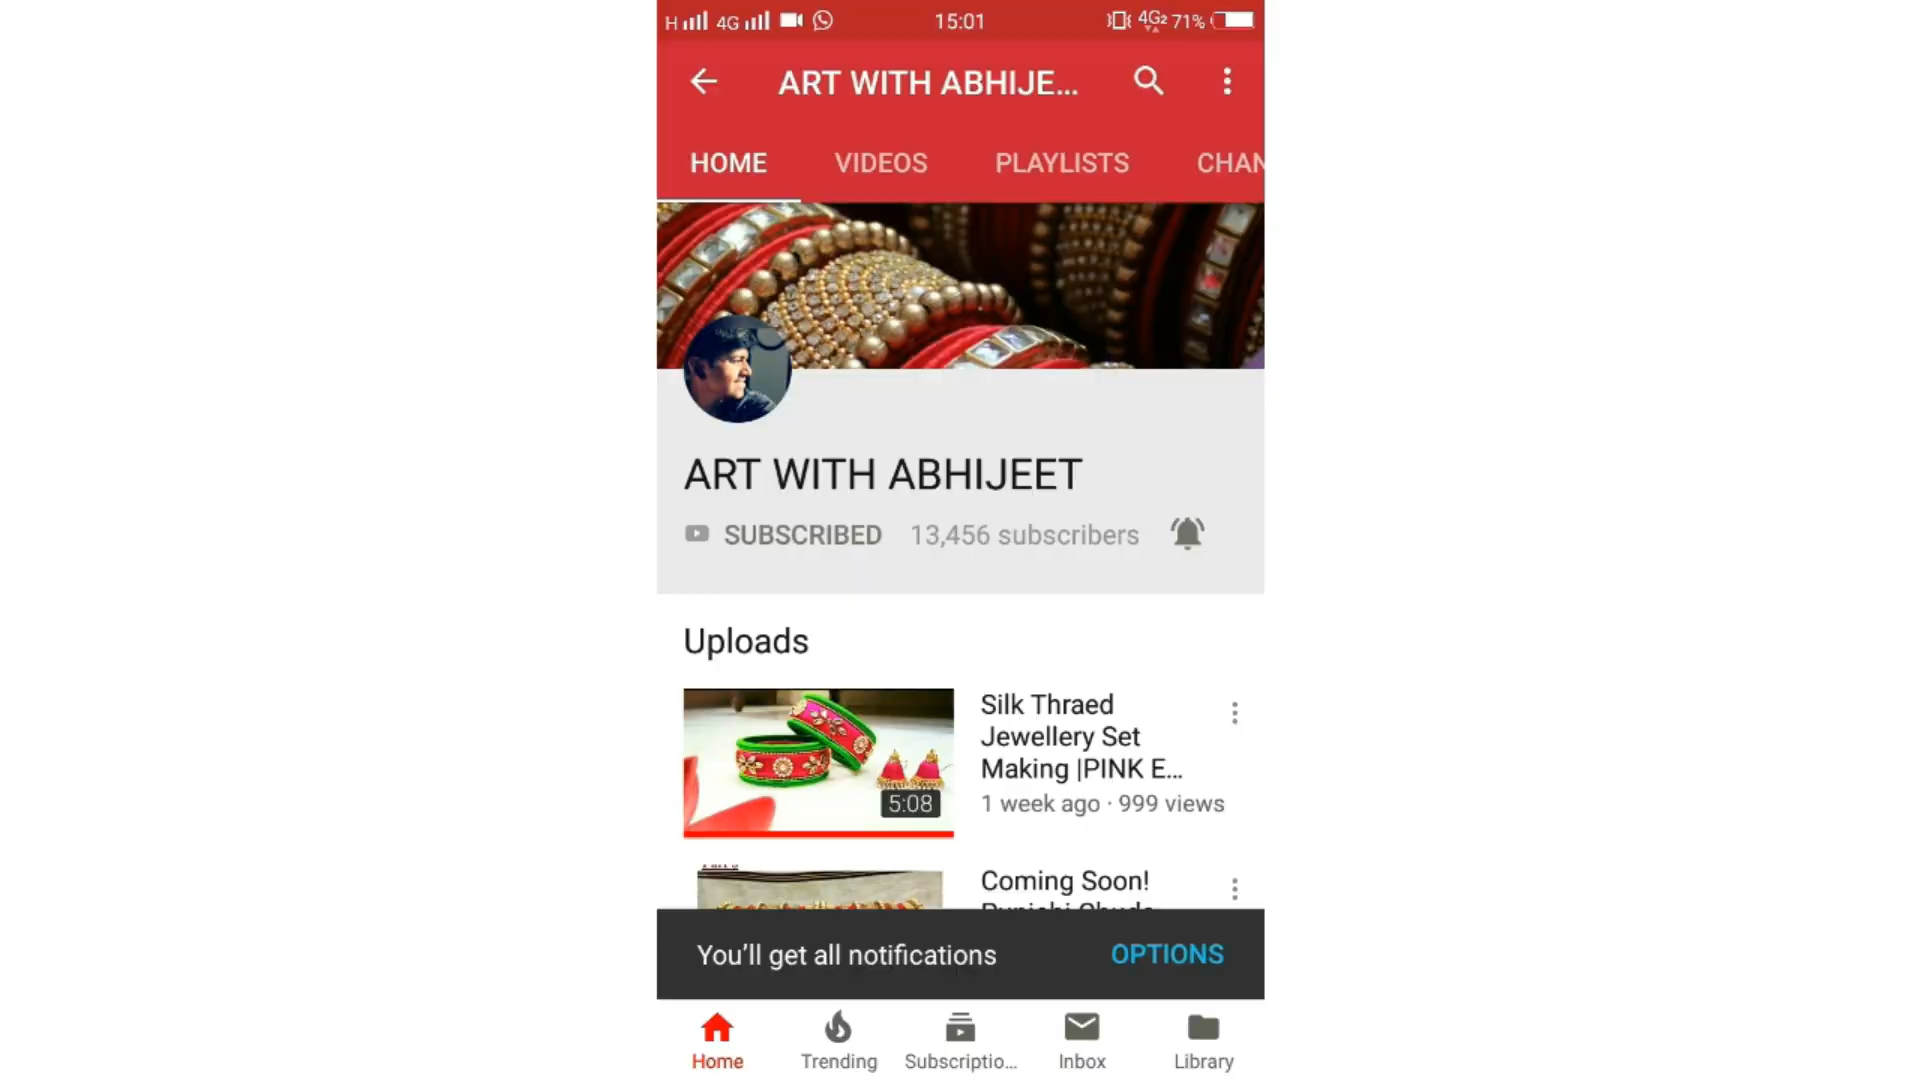 H 4G 15:01 4G2 71%
ART WITH ABHIJE...
HOME VIDEOS PLAYLISTS CHAN
ART WITH ABHIJEET
SUBSCRIBED 13,456 subscribers
Uploads
Silk Thraed
Jewellery Set
Making |PINK E...
1 week ago · 999 views
5:08
Coming Soon!
You'll get all notifications OPTIONS
Home Trending Subscriptio... Inbox Library